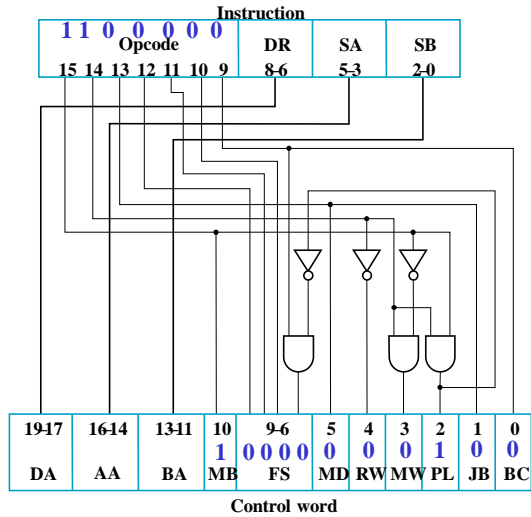 Instruction
1 1 0 0 0 0 0
Opcode DR SA SB
15 14 13 12 11 10 9 8–6 5–3 2–0
19–17 16–14 13–11 10 9–6 5 4 3 2 1 0
1 0 0 0 0 0 0 0 1 0 0
DA AA BA MB FS MD RW MW PL JB BC
Control word